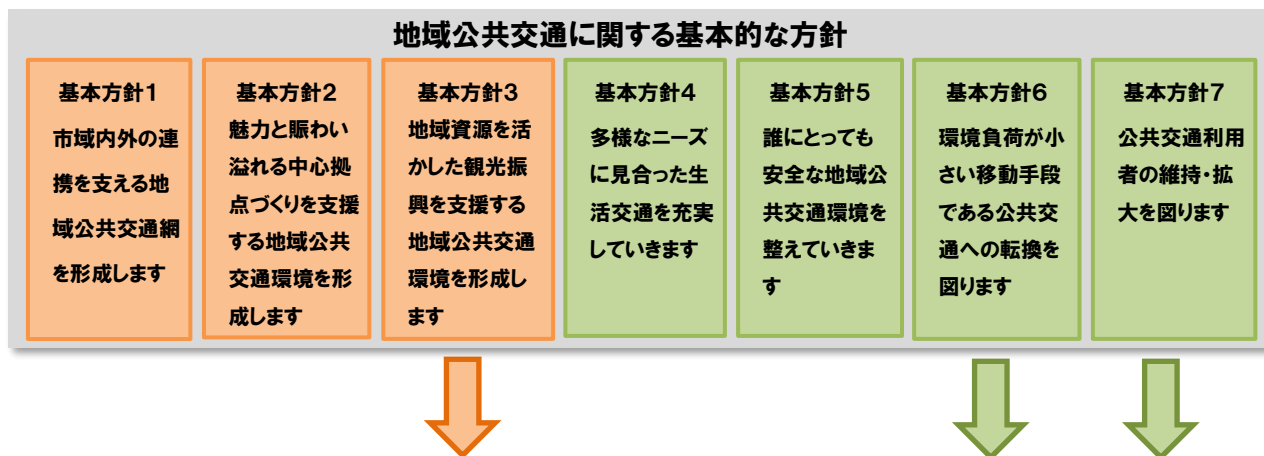 地域公共交通に関する基本的な方針
基本方針1
市域内外の連
携を支える地
域公共交通網
を形成します
基本方針2
魅力と賑わい
溢れる中心拠
点づくりを支援
する地域公共
交通環境を形
成します
基本方針3
地域資源を活
かした観光振
興を支援する
地域公共交通
環境を形成し
ます
基本方針4
多様なニーズ
に見合った生
活交通を充実
していきます
基本方針5
誰にとっても
安全な地域公
共交通環境を
整えていきま
す
基本方針6
環境負荷が小
さい移動手段
である公共交
通への転換を
図ります
基本方針7
公共交通利用
者の維持・拡
大を図ります